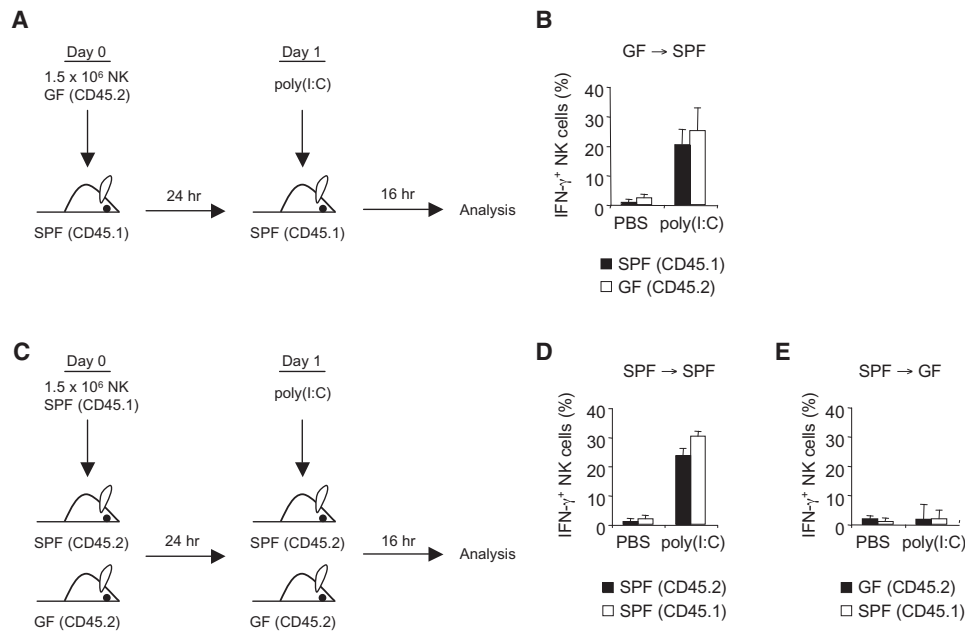 A
Day 0
1.5 x 10⁶ NK
GF (CD45.2)
Day 1
poly(I:C)
24 hr
16 hr
Analysis
SPF (CD45.1)
SPF (CD45.1)
B
GF → SPF
IFN-γ⁺ NK cells (%)
40
30
20
10
0
PBS poly(I:C)
SPF (CD45.1)
GF (CD45.2)
C
Day 0
1.5 x 10⁶ NK
SPF (CD45.1)
Day 1
poly(I:C)
SPF (CD45.2)
SPF (CD45.2)
24 hr
16 hr
Analysis
GF (CD45.2)
GF (CD45.2)
D
SPF → SPF
IFN-γ⁺ NK cells (%)
40
30
20
10
0
PBS poly(I:C)
SPF (CD45.2)
SPF (CD45.1)
E
SPF → GF
IFN-γ⁺ NK cells (%)
40
30
20
10
0
PBS poly(I:C)
GF (CD45.2)
SPF (CD45.1)